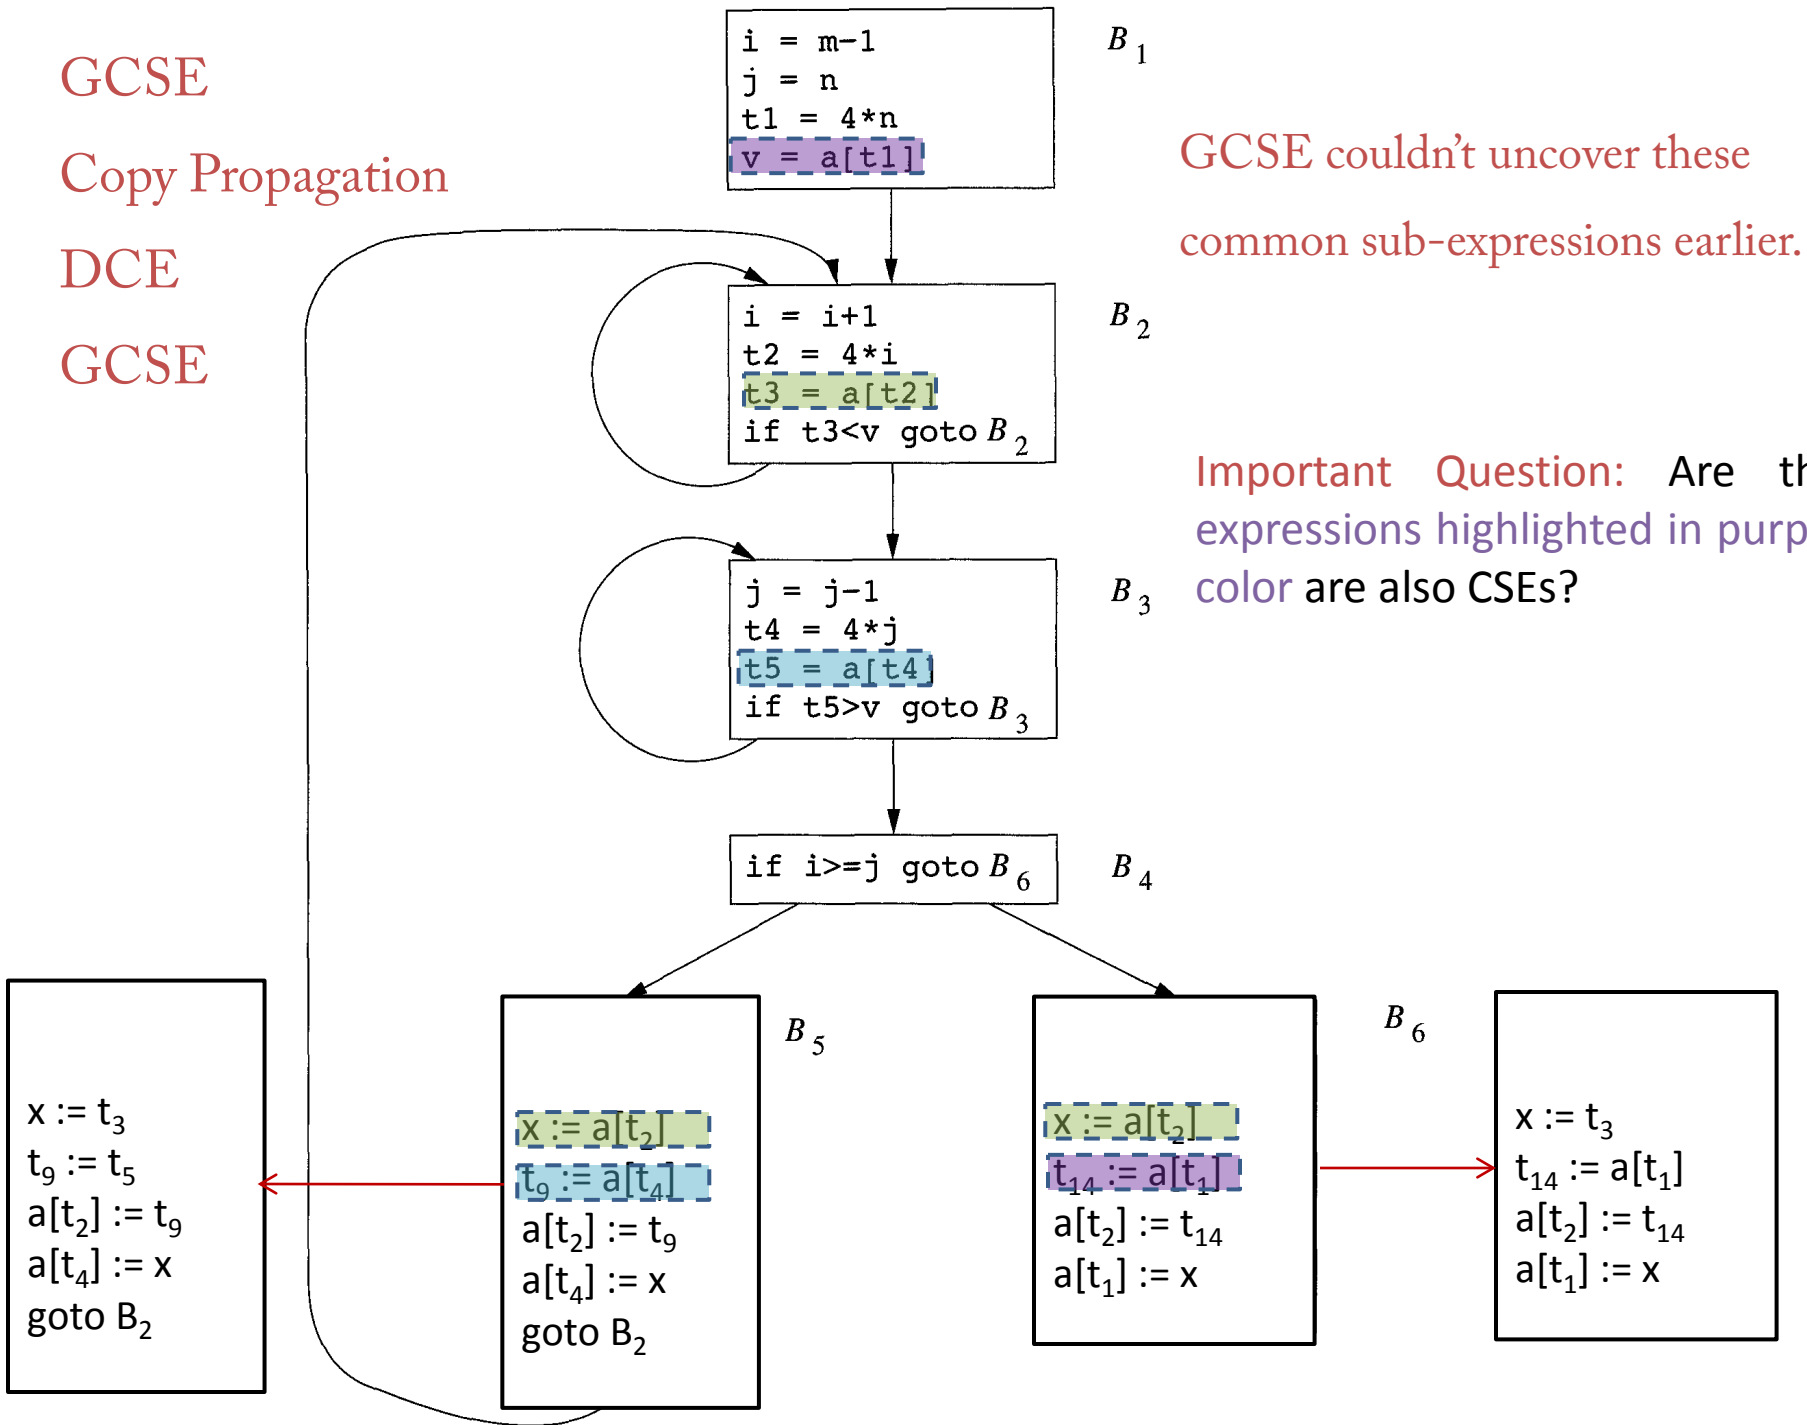 GCSE
Copy Propagation
DCE
GCSE
i = m-1
j = n
t1 = 4*n
v = a[t1]
B1
GCSE couldn't uncover these
common sub-expressions earlier.
i = i+1
t2 = 4*i
t3 = a[t2]
if t3<v goto B2
B2
Important Question: Are th
expressions highlighted in purp
color are also CSEs?
j = j-1
t4 = 4*j
t5 = a[t4]
if t5>v goto B3
B3
if i>=j goto B6
B4
x := t3
t9 := t5
a[t2] := t9
a[t4] := x
goto B2
B5
x := a[t2]
t9 := a[t4]
a[t2] := t9
a[t4] := x
goto B2
B6
x := a[t2]
t14 := a[t1]
a[t2] := t14
a[t1] := x
x := t3
t14 := a[t1]
a[t2] := t14
a[t1] := x